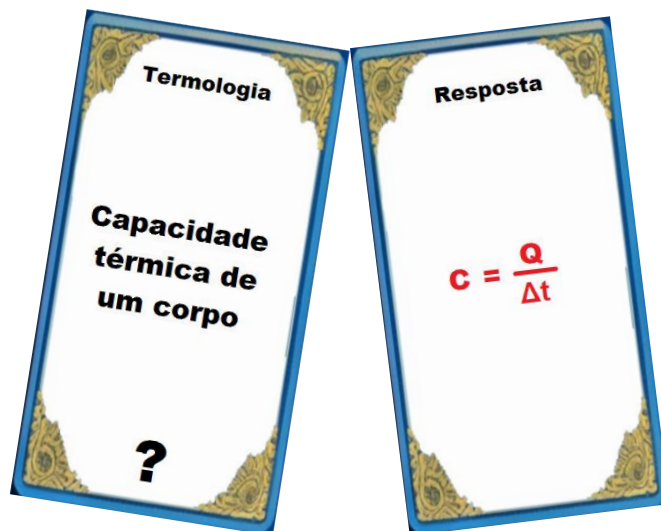 Termologia
Capacidade
térmica de
um corpo
?
Resposta
C = Q / Δt